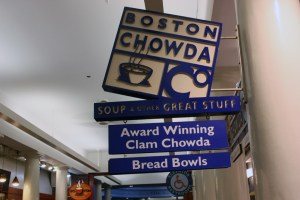 BOSTON
CHOWDA
Co
SOUP & OTHER GREAT STUFF
Award Winning
Clam Chowda
Bread Bowls